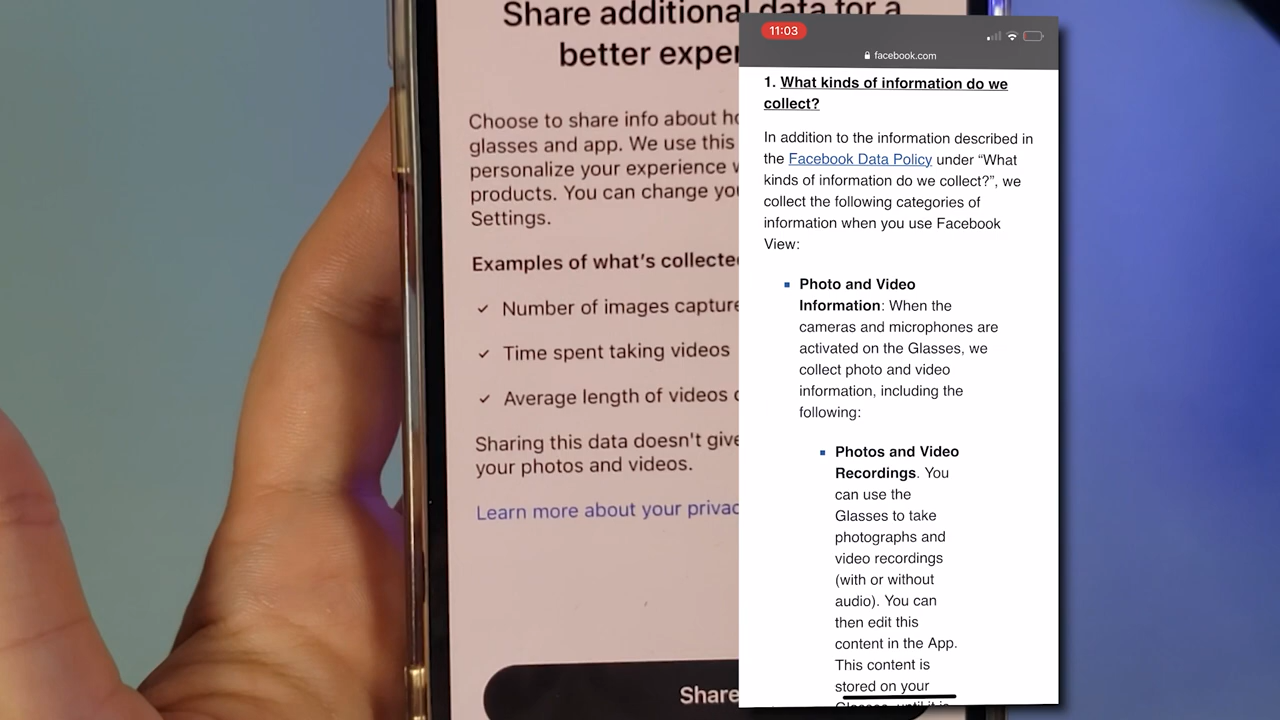 Share additional data for a
better exper
Choose to share info about ho
glasses and app. We use this
personalize your experience w
products. You can change you
Settings.
Examples of what's collected
✓ Number of images capture
✓ Time spent taking videos
✓ Average length of videos
Sharing this data doesn't give
your photos and videos.
Learn more about your privac
Share
11:03
facebook.com
1. What kinds of information do we
collect?
In addition to the information described in
the Facebook Data Policy under “What
kinds of information do we collect?”, we
collect the following categories of
information when you use Facebook
View:
▪ Photo and Video
Information: When the
cameras and microphones are
activated on the Glasses, we
collect photo and video
information, including the
following:
▪ Photos and Video
Recordings. You
can use the
Glasses to take
photographs and
video recordings
(with or without
audio). You can
then edit this
content in the App.
This content is
stored on your
Glasses, until it is